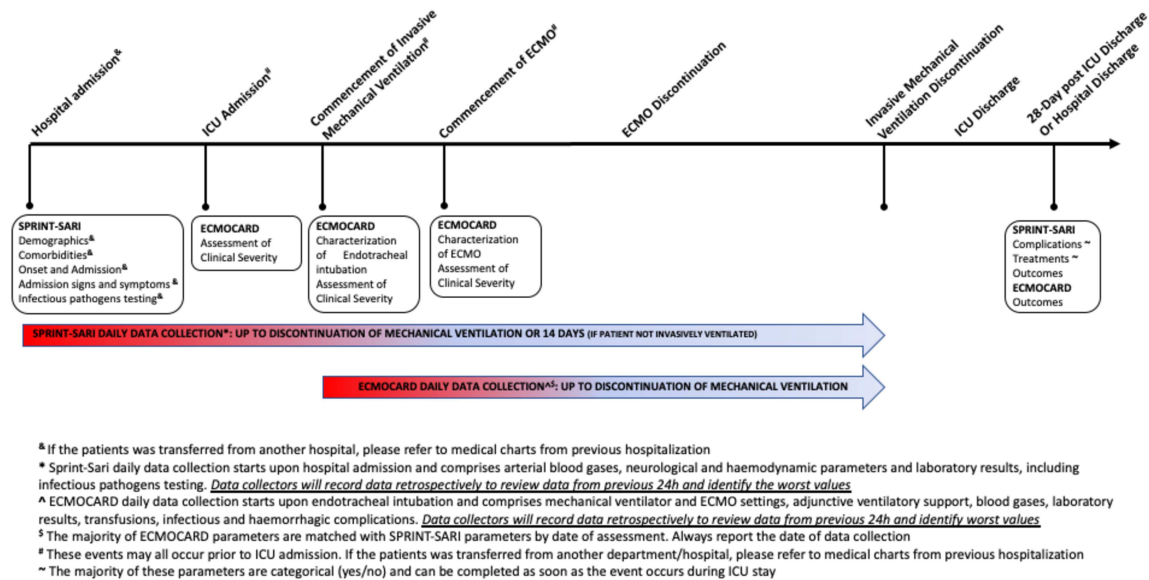 Hospital admission&
ICU Admission#
Commencement of Invasive
Mechanical Ventilation#
Commencement of ECMO#
ECMO Discontinuation
Invasive Mechanical
Ventilation Discontinuation
ICU Discharge
28-Day post ICU Discharge
Or Hospital Discharge
SPRINT-SARI
Demographics&
Comorbidities&
Onset and Admission&
Admission signs and symptoms &
Infectious pathogens testing&
ECMOCARD
Assessment of
Clinical Severity
ECMOCARD
Characterization
of Endotracheal
intubation
Assessment of
Clinical Severity
ECMOCARD
Characterization
of ECMO
Assessment of
Clinical Severity
SPRINT-SARI
Complications ~
Treatments ~
Outcomes
ECMOCARD
Outcomes
SPRINT-SARI DAILY DATA COLLECTION*: UP TO DISCONTINUATION OF MECHANICAL VENTILATION OR 14 DAYS (IF PATIENT NOT INVASIVELY VENTILATED)
ECMOCARD DAILY DATA COLLECTION^$: UP TO DISCONTINUATION OF MECHANICAL VENTILATION
& If the patients was transferred from another hospital, please refer to medical charts from previous hospitalization
* Sprint-Sari daily data collection starts upon hospital admission and comprises arterial blood gases, neurological and haemodynamic parameters and laboratory results, including
infectious pathogens testing. Data collectors will record data retrospectively to review data from previous 24h and identify the worst values
^ ECMOCARD daily data collection starts upon endotracheal intubation and comprises mechanical ventilator and ECMO settings, adjunctive ventilatory support, blood gases, laboratory
results, transfusions, infectious and haemorrhagic complications. Data collectors will record data retrospectively to review data from previous 24h and identify worst values
$ The majority of ECMOCARD parameters are matched with SPRINT-SARI parameters by date of assessment. Always report the date of data collection
# These events may all occur prior to ICU admission. If the patients was transferred from another department/hospital, please refer to medical charts from previous hospitalization
~ The majority of these parameters are categorical (yes/no) and can be completed as soon as the event occurs during ICU stay